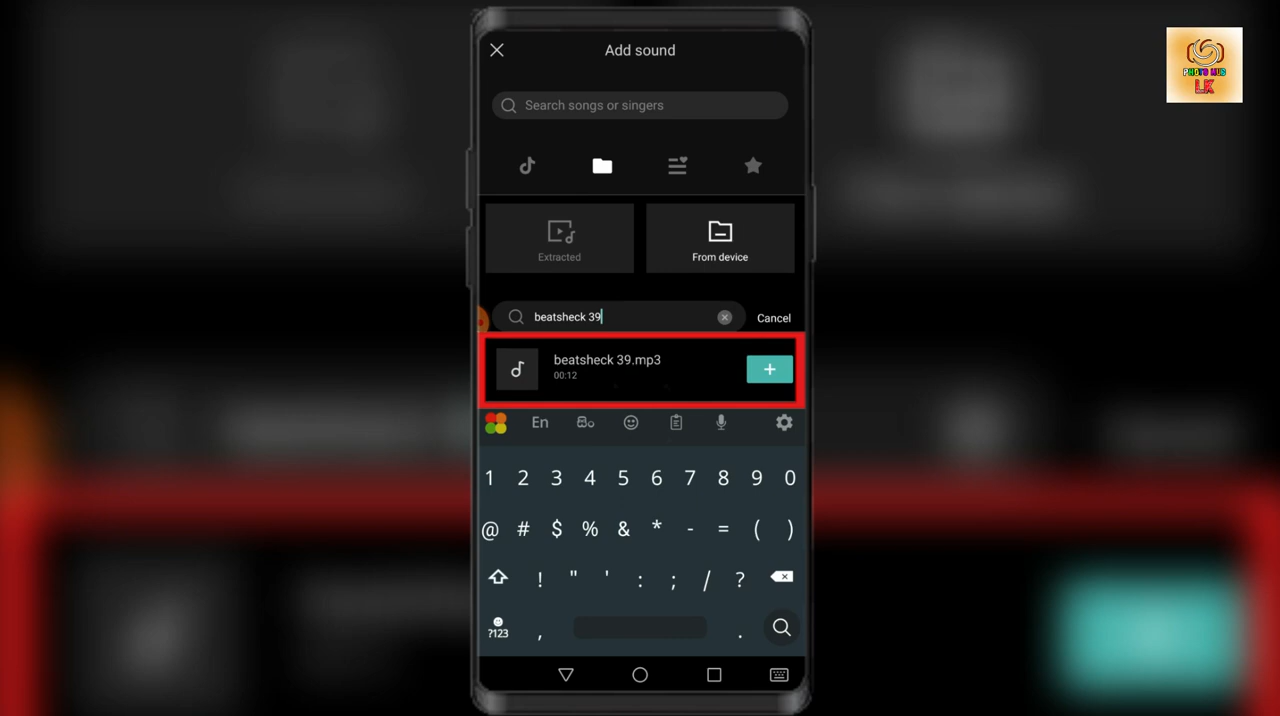 Add sound
Search songs or singers
Extracted
From device
beatsheck 39
Cancel
beatsheck 39.mp3
00:12
+
En
1 2 3 4 5 6 7 8 9 0
@ # $ % & * - = ( )
! " ' : ; / ?
?123 , .
PHOTO HUB
LK